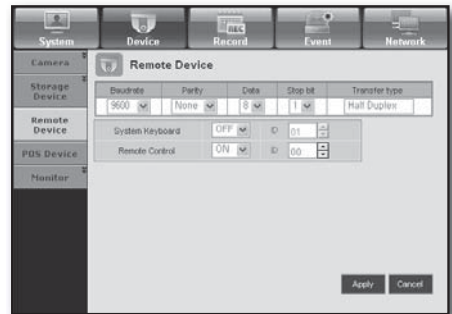 System Device Record Event Network
REC
Camera
Storage
Device
Remote
Device
POS Device
Monitor
Remote Device
Baudrate Parity Data Stop bit Transfer type
9600 None 8 1 Half Duplex
System Keyboard OFF ID 01
Remote Control ON ID 00
Apply Cancel